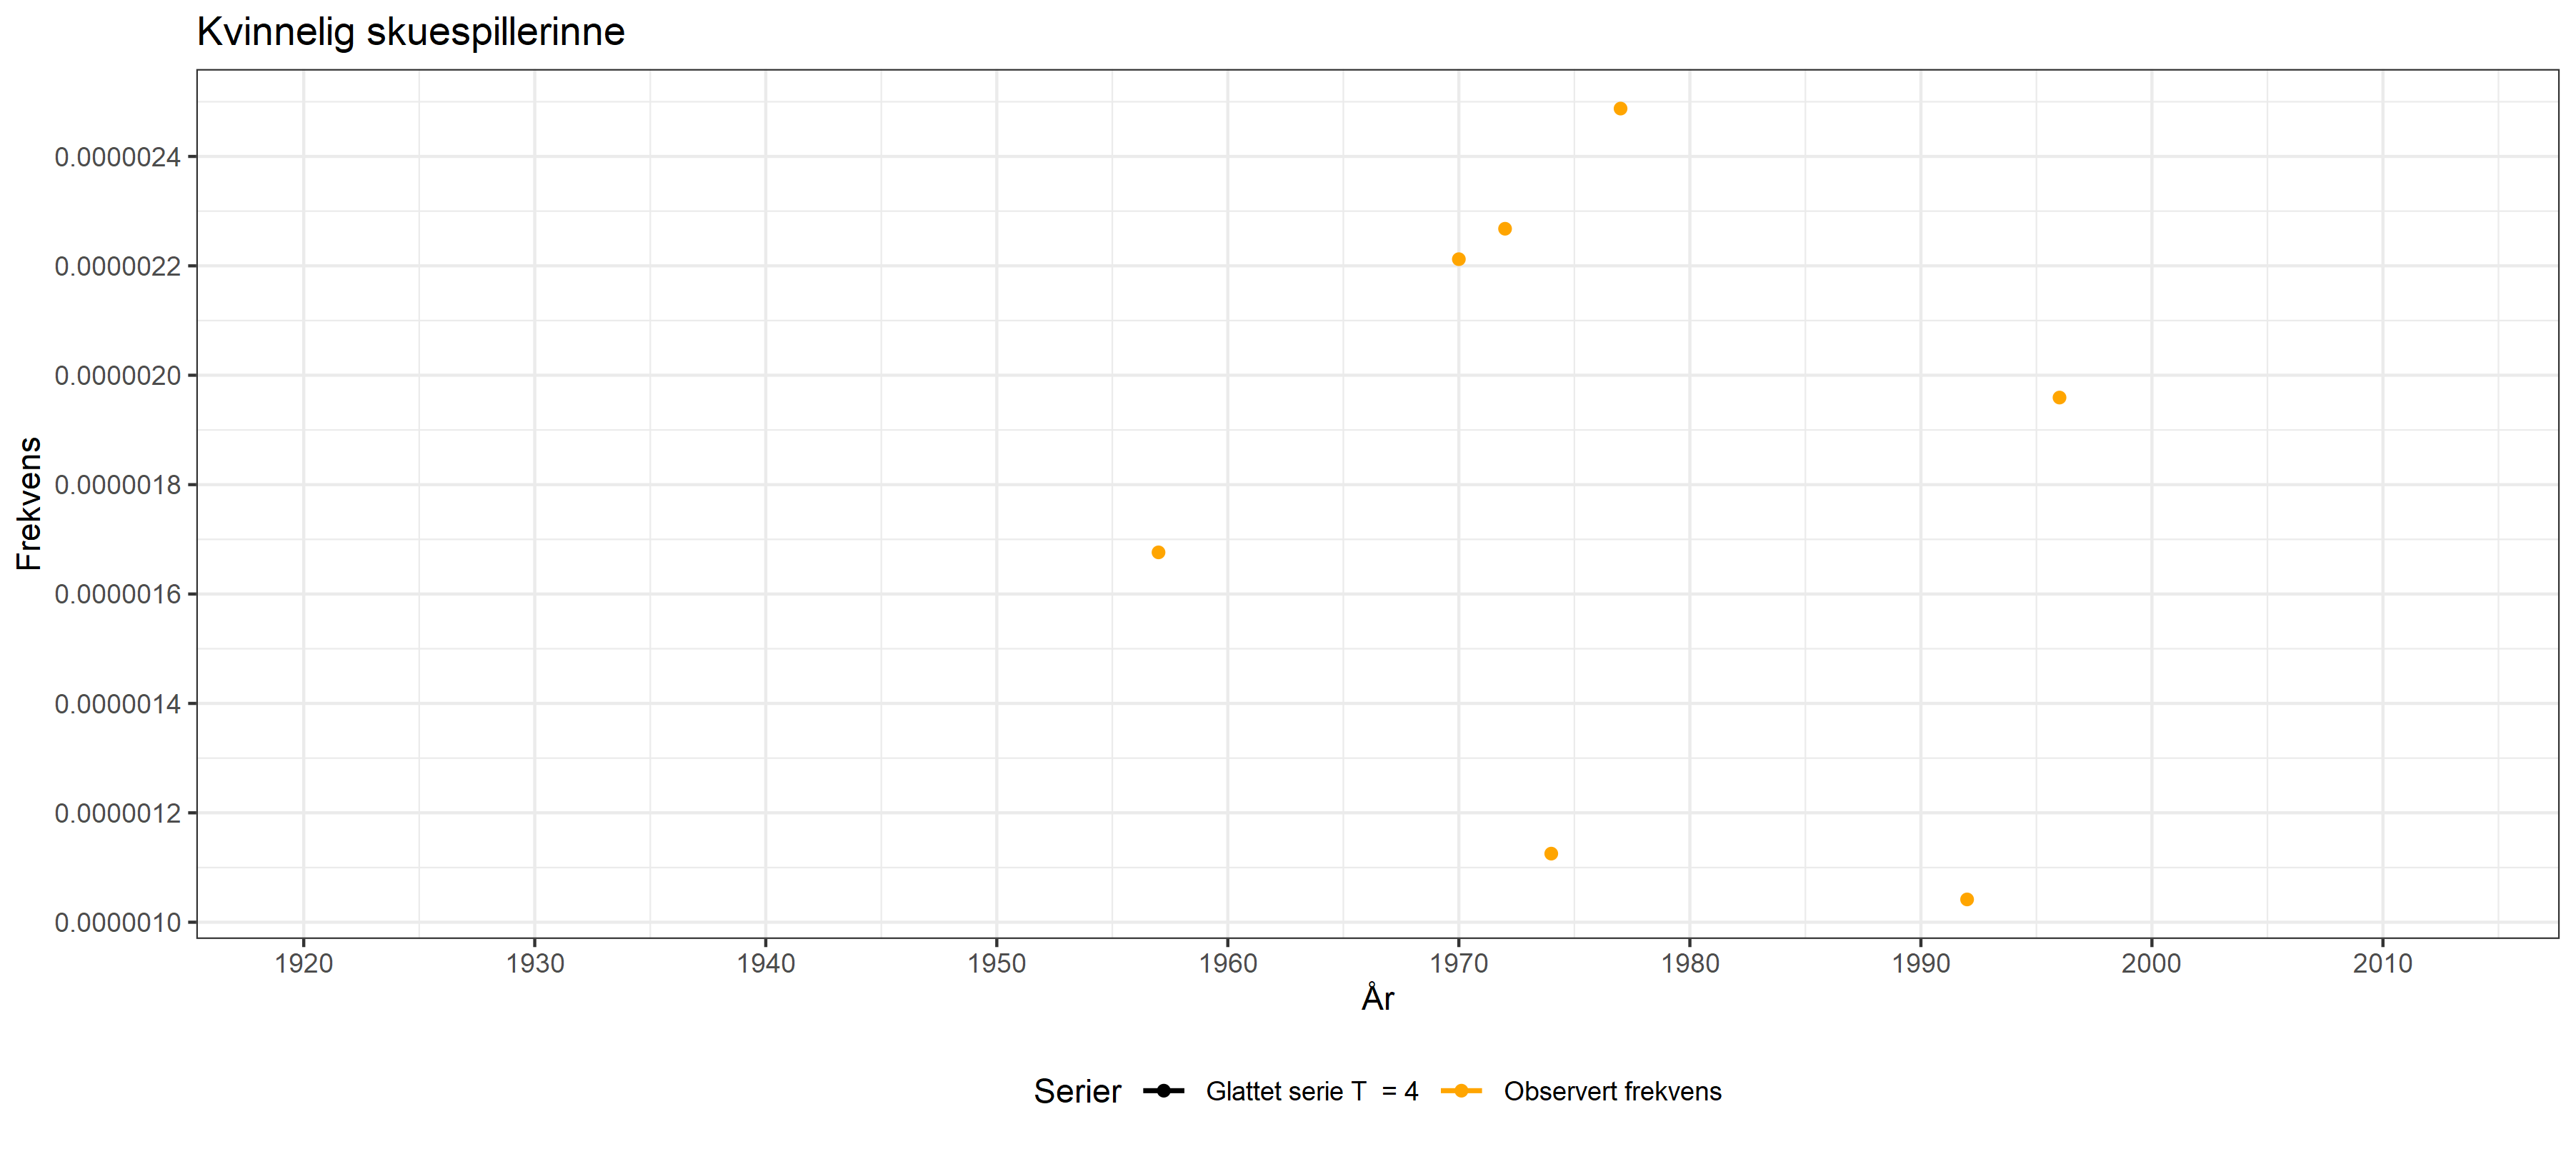 Kvinnelig skuespillerinne
Frekvens
0.0000024
0.0000022
0.0000020
0.0000018
0.0000016
0.0000014
0.0000012
0.0000010
1920 1930 1940 1950 1960 1970 1980 1990 2000 2010
År
Serier Glattet serie T = 4 Observert frekvens